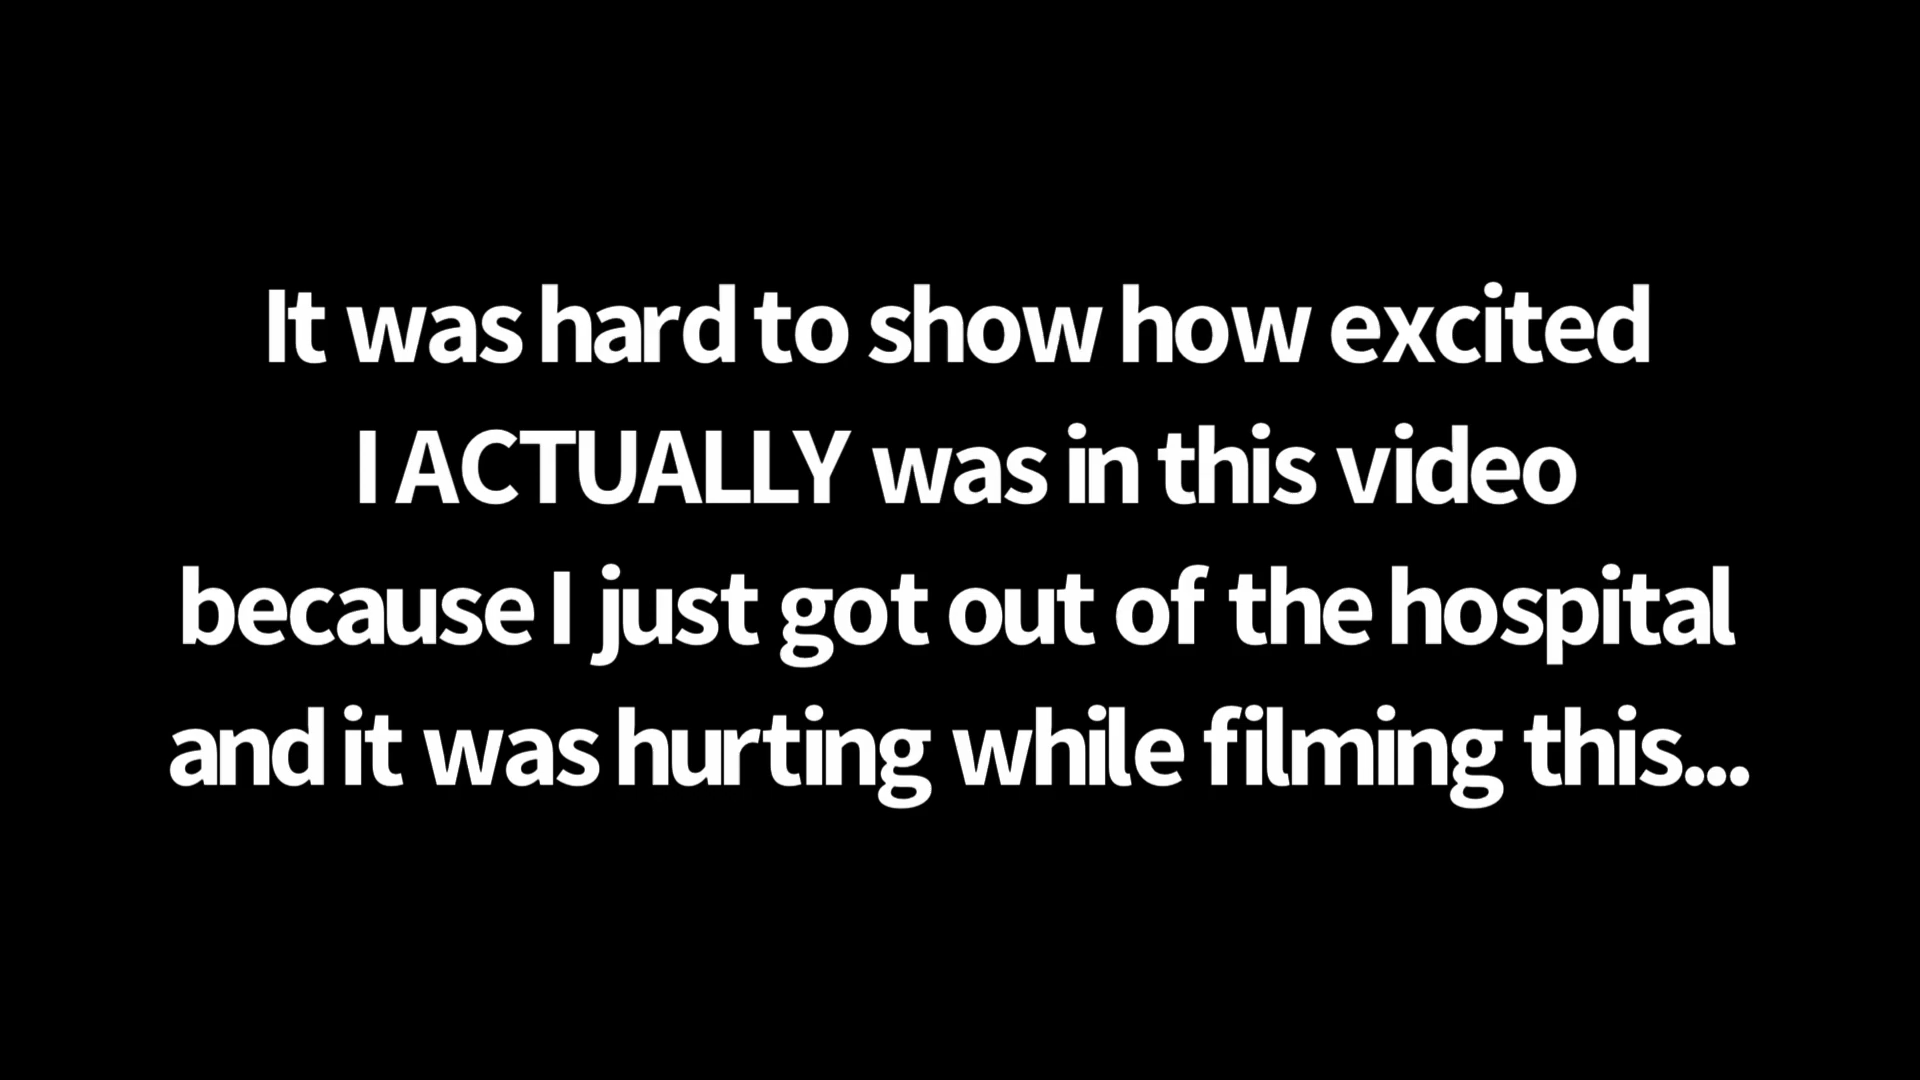 It was hard to show how excited
I ACTUALLY was in this video
because I just got out of the hospital
and it was hurting while filming this...